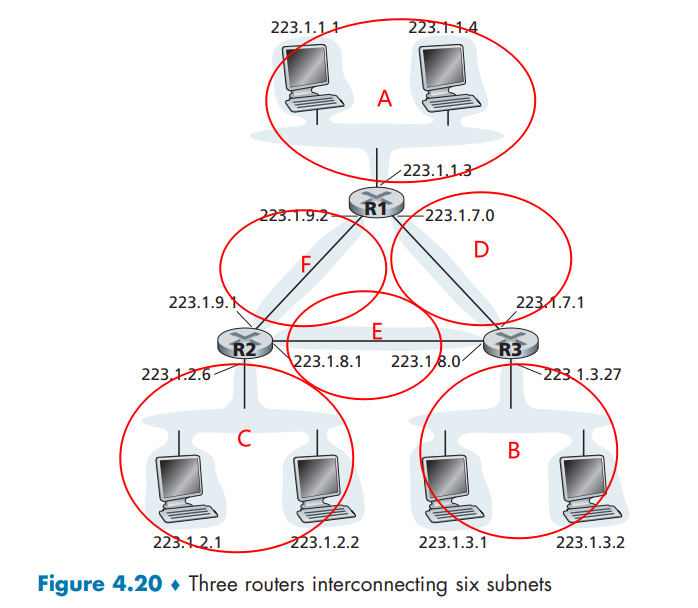 223.1.1.1 223.1.1.4
A
223.1.1.3
R1
223.1.9.2 223.1.7.0
D
F
223.1.9.1 223.1.7.1
E
R2 R3
223.1.8.1 223.1.8.0
223.1.2.6 223.1.3.27
C
B
223.1.2.1 223.1.2.2 223.1.3.1 223.1.3.2
Figure 4.20 ♦ Three routers interconnecting six subnets